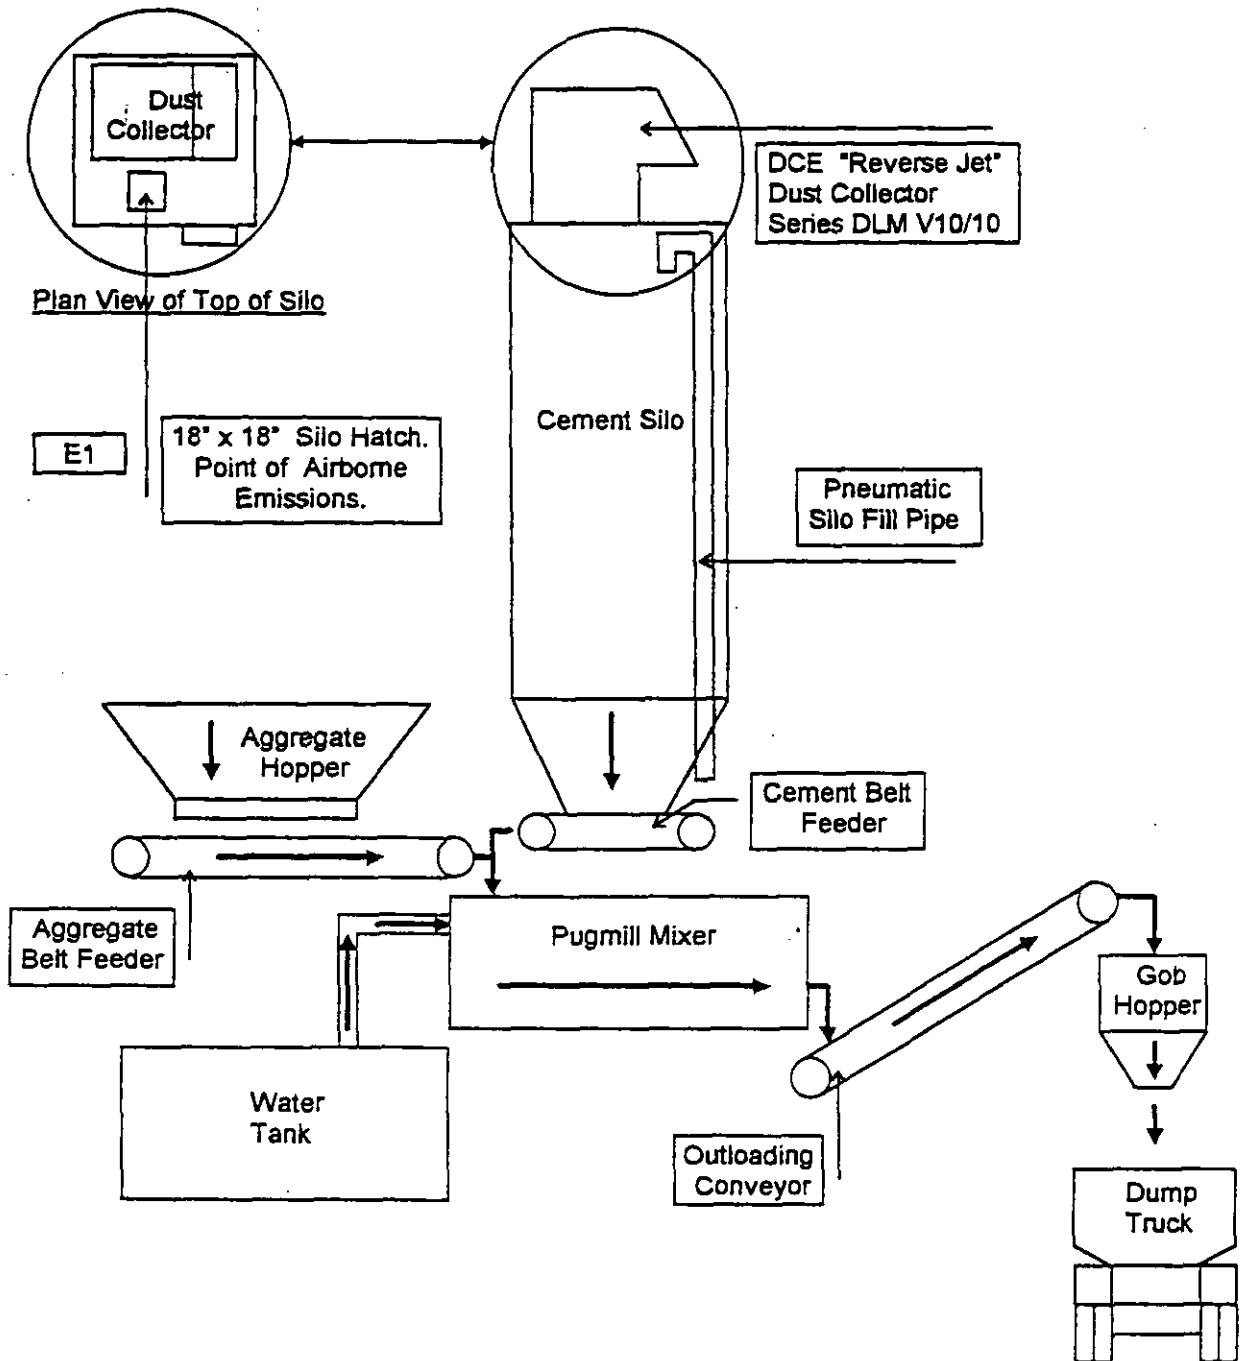 Dust
Collector
DCE "Reverse Jet"
Dust Collector
Series DLM V10/10
Plan View of Top of Silo
E1
18" x 18" Silo Hatch.
Point of Airborne
Emissions.
Cement Silo
Pneumatic
Silo Fill Pipe
Aggregate
Hopper
Cement Belt
Feeder
Aggregate
Belt Feeder
Pugmill Mixer
Gob
Hopper
Water
Tank
Outloading
Conveyor
Dump
Truck